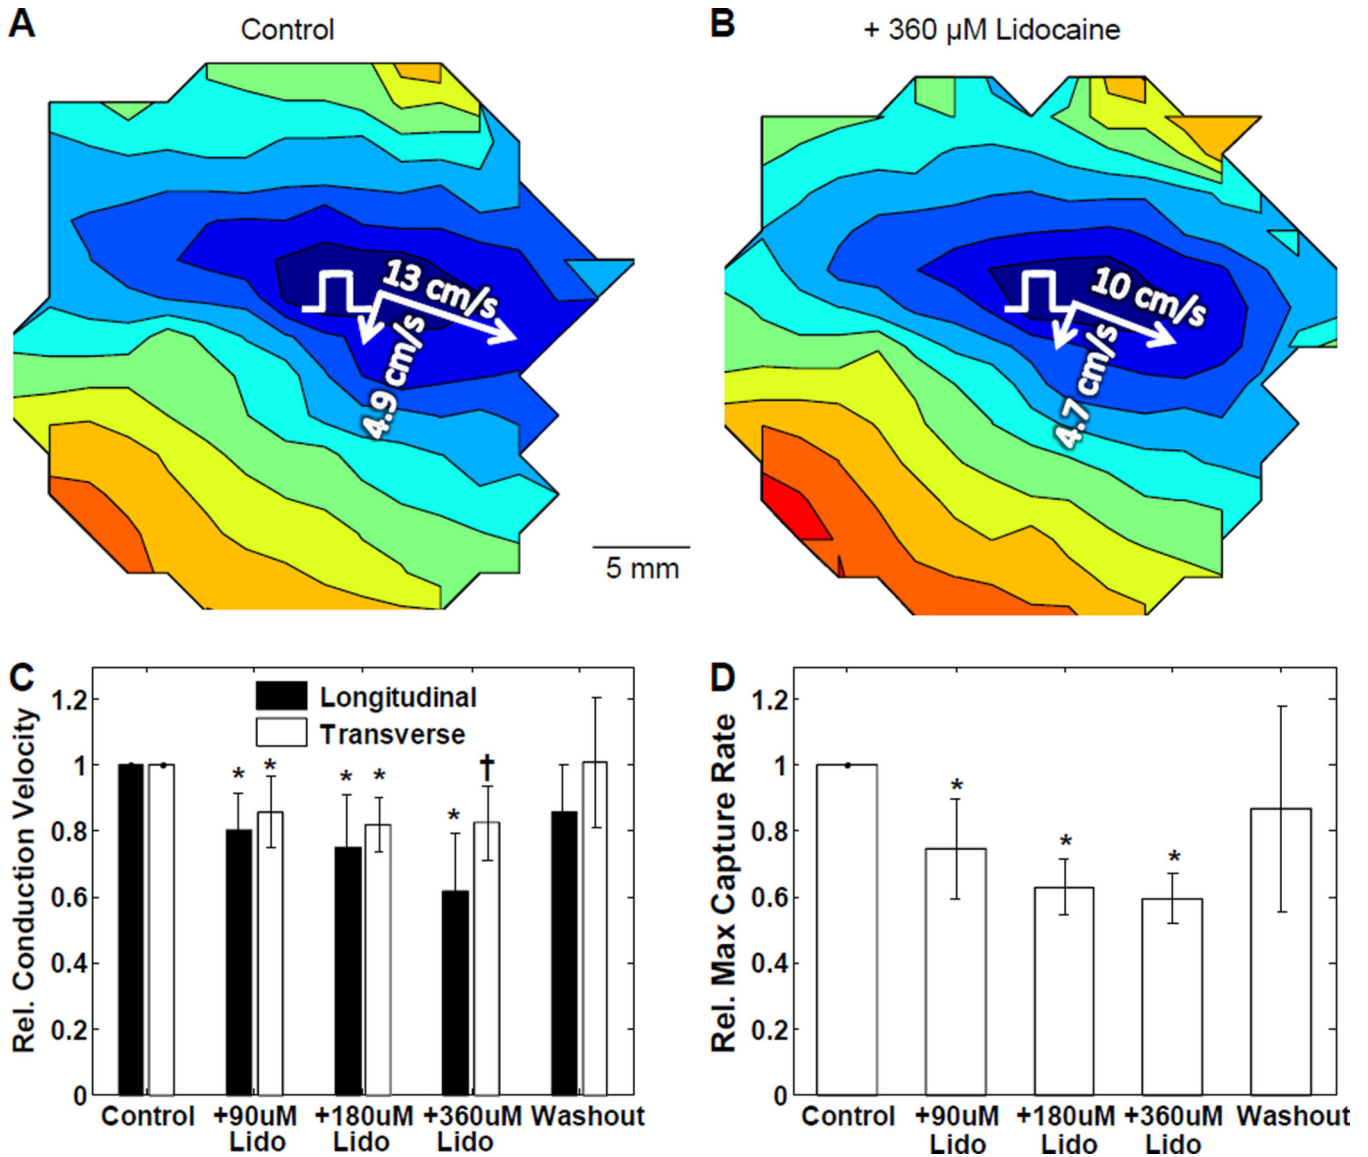 A
Control
B
+ 360 µM Lidocaine
13 cm/s
4.9 cm/s
10 cm/s
4.7 cm/s
5 mm
C
Rel. Conduction Velocity
1.2
1
0.8
0.6
0.4
0.2
0
Longitudinal
Transverse
* * * * * †
Control
+90uM Lido
+180uM Lido
+360uM Lido
Washout
D
Rel. Max Capture Rate
1.2
1
0.8
0.6
0.4
0.2
0
* * *
Control
+90uM Lido
+180uM Lido
+360uM Lido
Washout